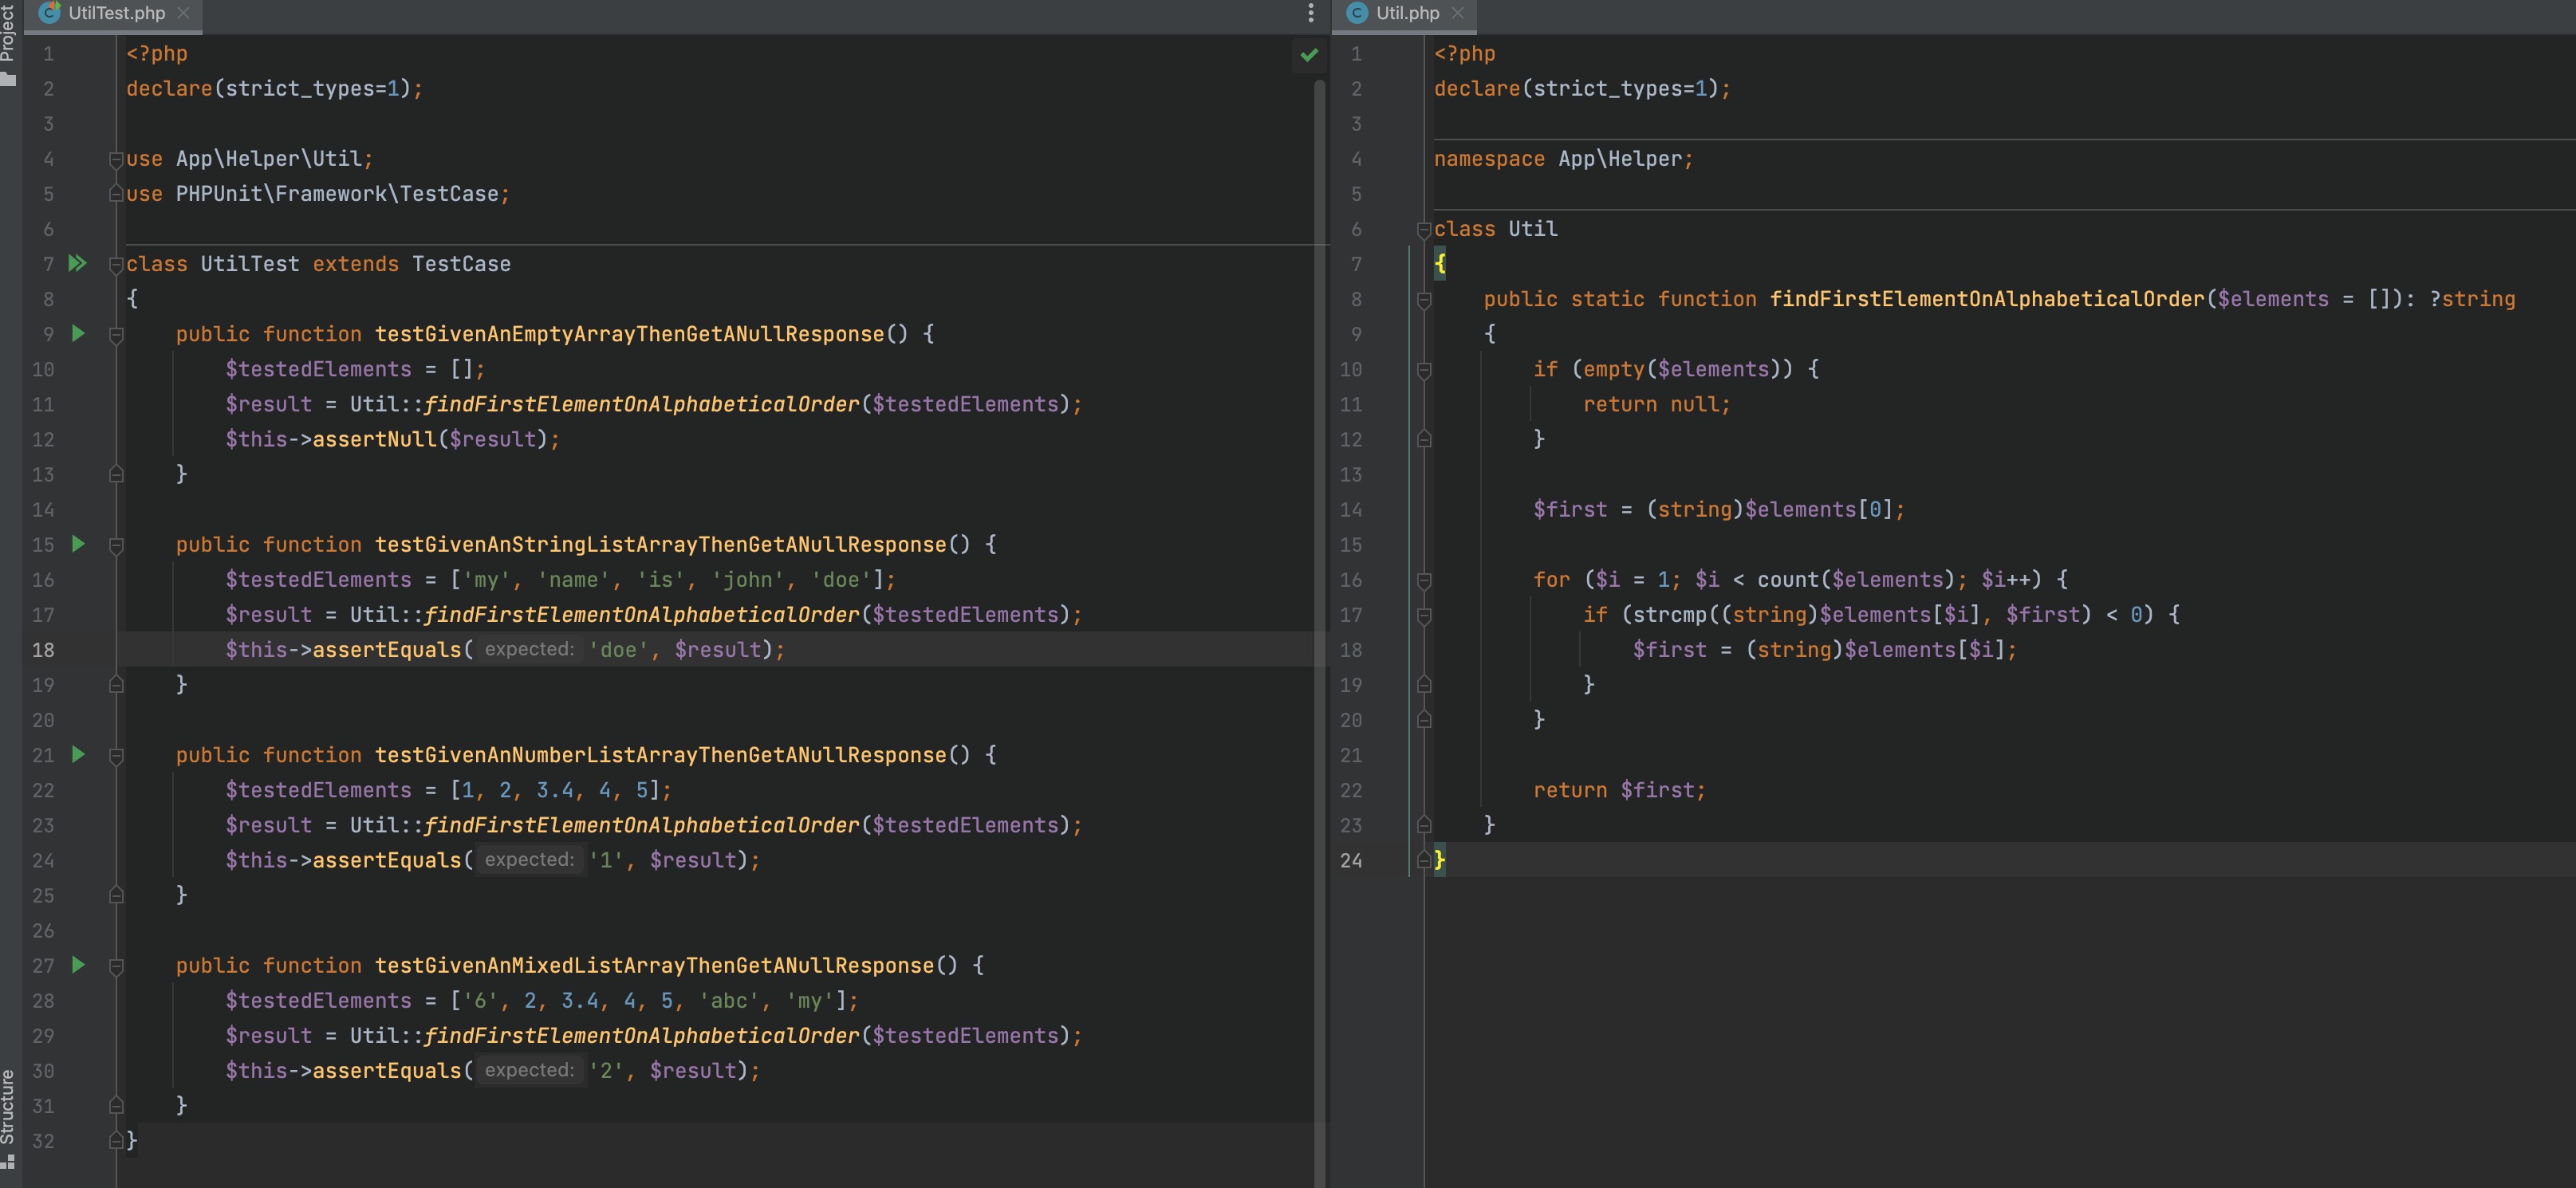 Project
UtilTest.php
1 <?php
2 declare(strict_types=1);
3
4 use App\Helper\Util;
5 use PHPUnit\Framework\TestCase;
6
7 class UtilTest extends TestCase
8 {
9 public function testGivenAnEmptyArrayThenGetANullResponse() {
10 $testedElements = [];
11 $result = Util::findFirstElementOnAlphabeticalOrder($testedElements);
12 $this->assertNull($result);
13 }
14
15 public function testGivenAnStringListArrayThenGetANullResponse() {
16 $testedElements = ['my', 'name', 'is', 'john', 'doe'];
17 $result = Util::findFirstElementOnAlphabeticalOrder($testedElements);
18 $this->assertEquals( expected: 'doe', $result);
19 }
20
21 public function testGivenAnNumberListArrayThenGetANullResponse() {
22 $testedElements = [1, 2, 3.4, 4, 5];
23 $result = Util::findFirstElementOnAlphabeticalOrder($testedElements);
24 $this->assertEquals( expected: '1', $result);
25 }
26
27 public function testGivenAnMixedListArrayThenGetANullResponse() {
28 $testedElements = ['6', 2, 3.4, 4, 5, 'abc', 'my'];
29 $result = Util::findFirstElementOnAlphabeticalOrder($testedElements);
30 $this->assertEquals( expected: '2', $result);
31 }
32 }
Structure
Util.php
1 <?php
2 declare(strict_types=1);
3
4 namespace App\Helper;
5
6 class Util
7 {
8 public static function findFirstElementOnAlphabeticalOrder($elements = []): ?string
9 {
10 if (empty($elements)) {
11 return null;
12 }
13
14 $first = (string)$elements[0];
15
16 for ($i = 1; $i < count($elements); $i++) {
17 if (strcmp((string)$elements[$i], $first) < 0) {
18 $first = (string)$elements[$i];
19 }
20 }
21
22 return $first;
23 }
24 }